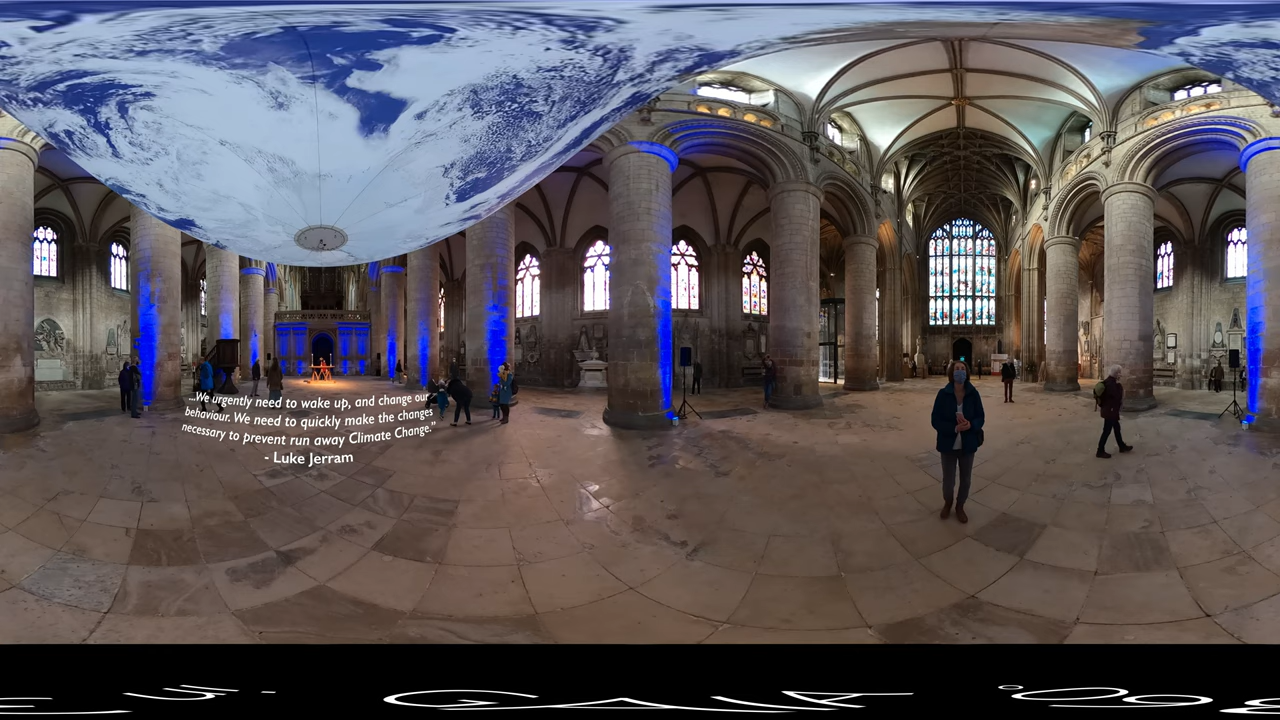 ...We urgently need to wake up, and change our
behaviour. We need to quickly make the changes
necessary to prevent run away Climate Change."
- Luke Jerram
GAIA